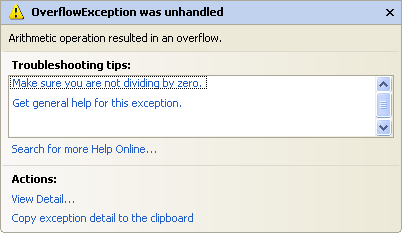 OverflowException was unhandled
Arithmetic operation resulted in an overflow.
Troubleshooting tips:
Make sure you are not dividing by zero.
Get general help for this exception.
Search for more Help Online...
Actions:
View Detail...
Copy exception detail to the clipboard